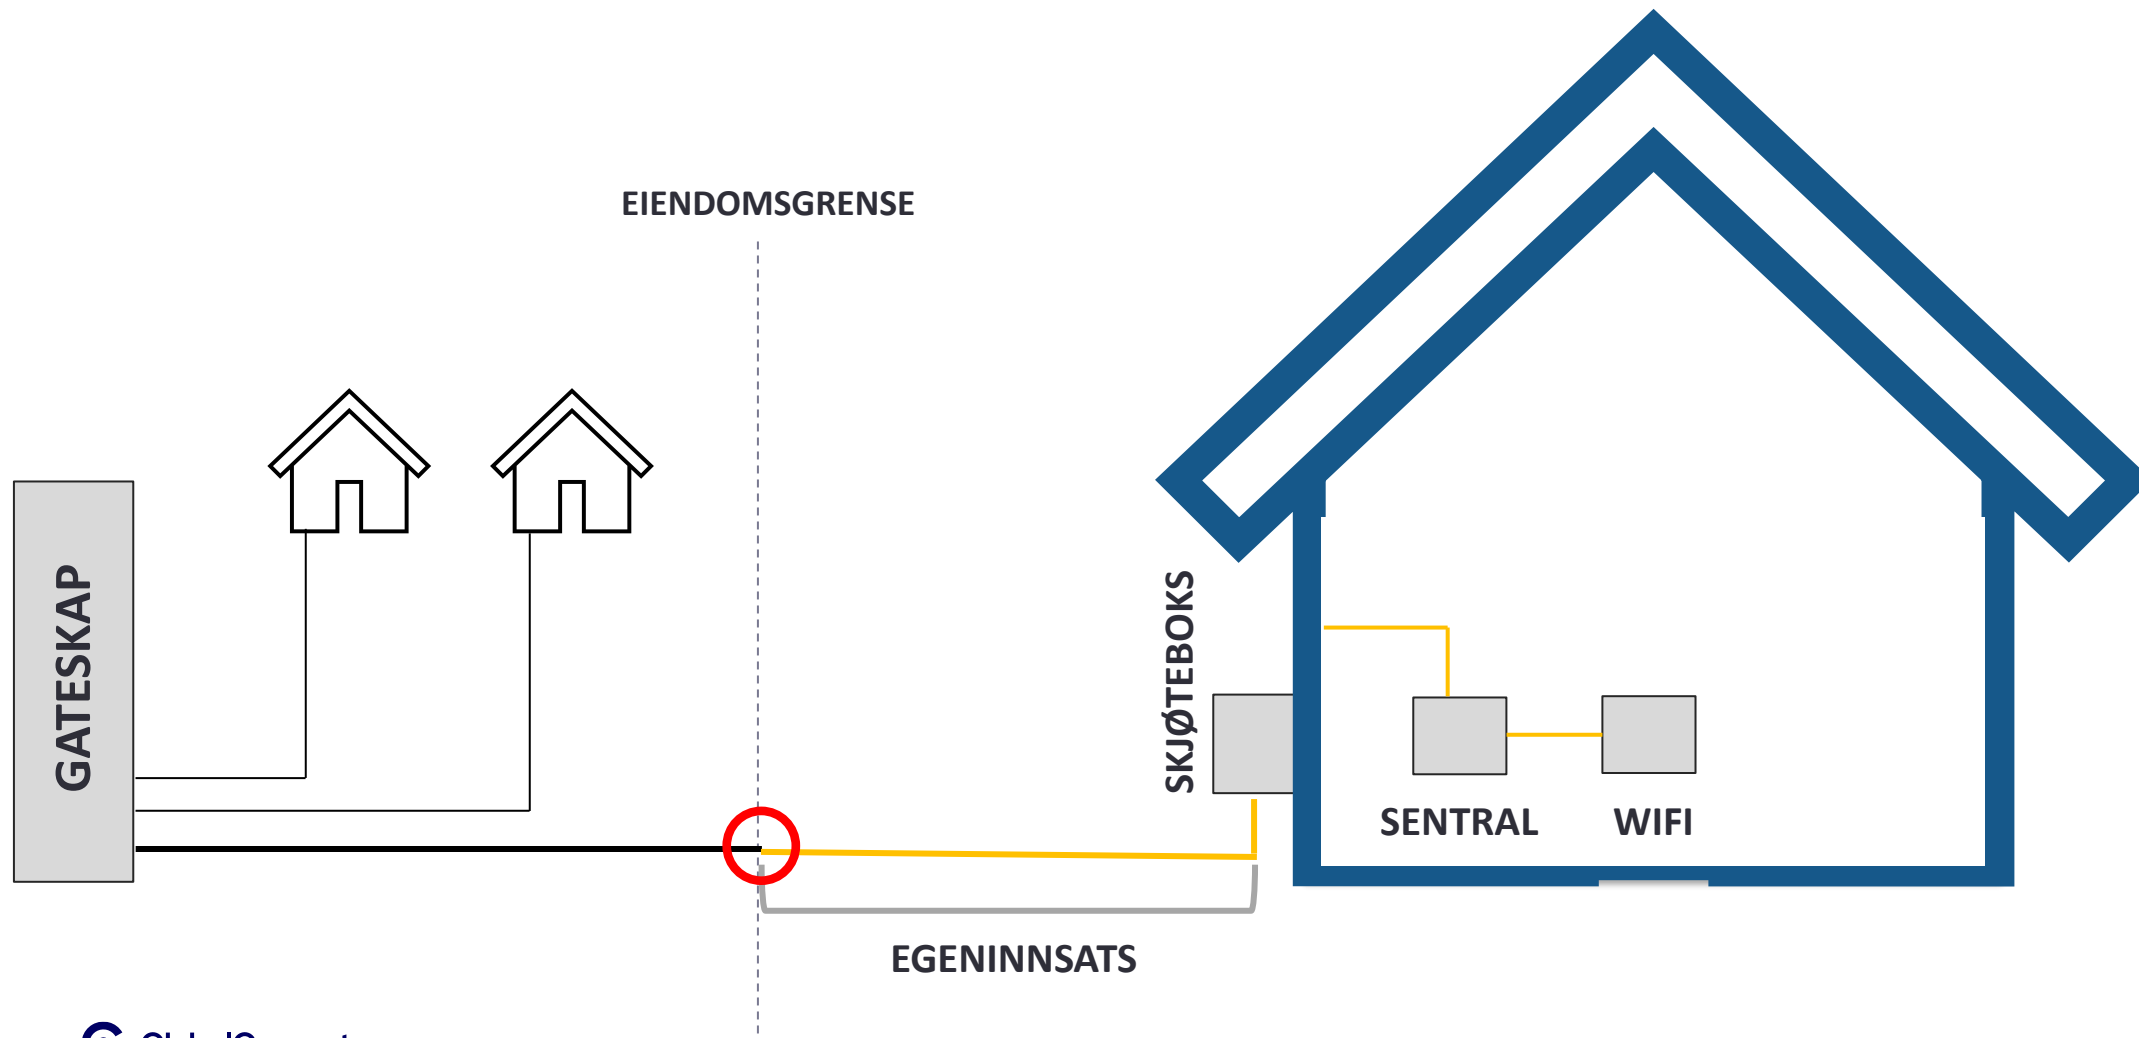 EIENDOMSGRENSE
GATESKAP
SKJØTEBOKS
SENTRAL
WIFI
EGENINNSATS